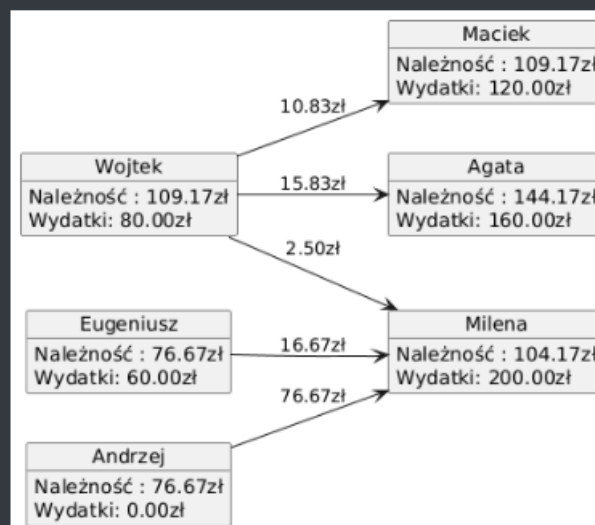 Maciek
Należność : 109.17zł
Wydatki: 120.00zł
10.83zł
Wojtek
Należność : 109.17zł
Wydatki: 80.00zł
15.83zł
Agata
Należność : 144.17zł
Wydatki: 160.00zł
2.50zł
Eugeniusz
Należność : 76.67zł
Wydatki: 60.00zł
16.67zł
Milena
Należność : 104.17zł
Wydatki: 200.00zł
76.67zł
Andrzej
Należność : 76.67zł
Wydatki: 0.00zł